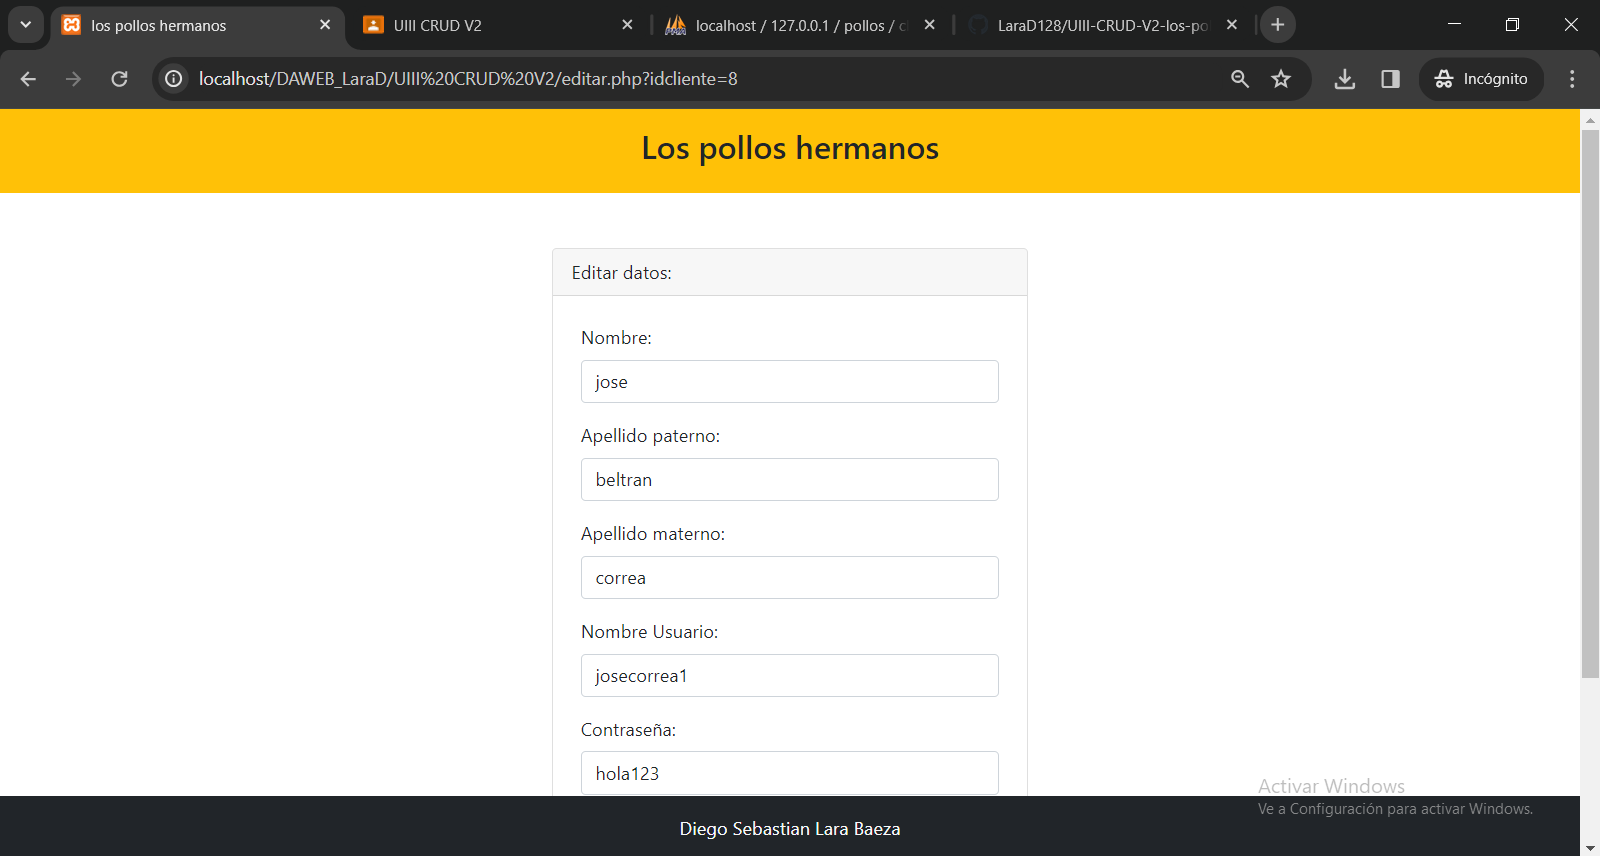 los pollos hermanos
UIII CRUD V2
localhost / 127.0.0.1 / pollos / cl
LaraD128/UIII-CRUD-V2-los-pol
localhost/DAWEB_LaraD/UIII%20CRUD%20V2/editar.php?idcliente=8
Incógnito
Los pollos hermanos
Editar datos:
Nombre:
jose
Apellido paterno:
beltran
Apellido materno:
correa
Nombre Usuario:
josecorrea1
Contraseña:
hola123
Activar Windows
Ve a Configuración para activar Windows.
Diego Sebastian Lara Baeza